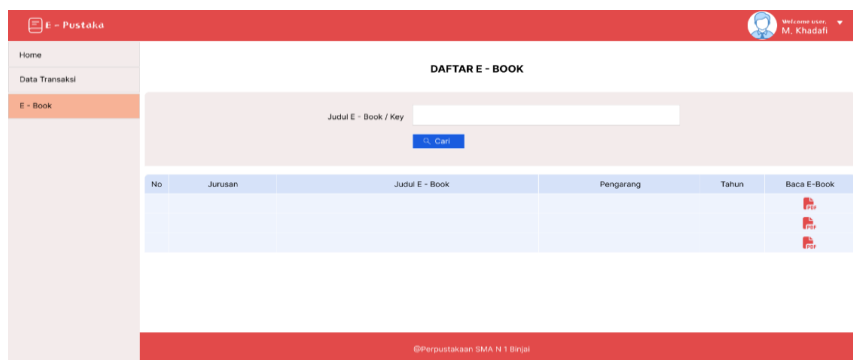 E - Pustaka
Welcome user,
M. Khadafi
Home
Data Transaksi
E - Book
DAFTAR E - BOOK
Judul E - Book / Key
Cari
No Jurusan Judul E - Book Pengarang Tahun Baca E-Book
PDF
PDF
PDF
@Perpustakaan SMA N 1 Binjai